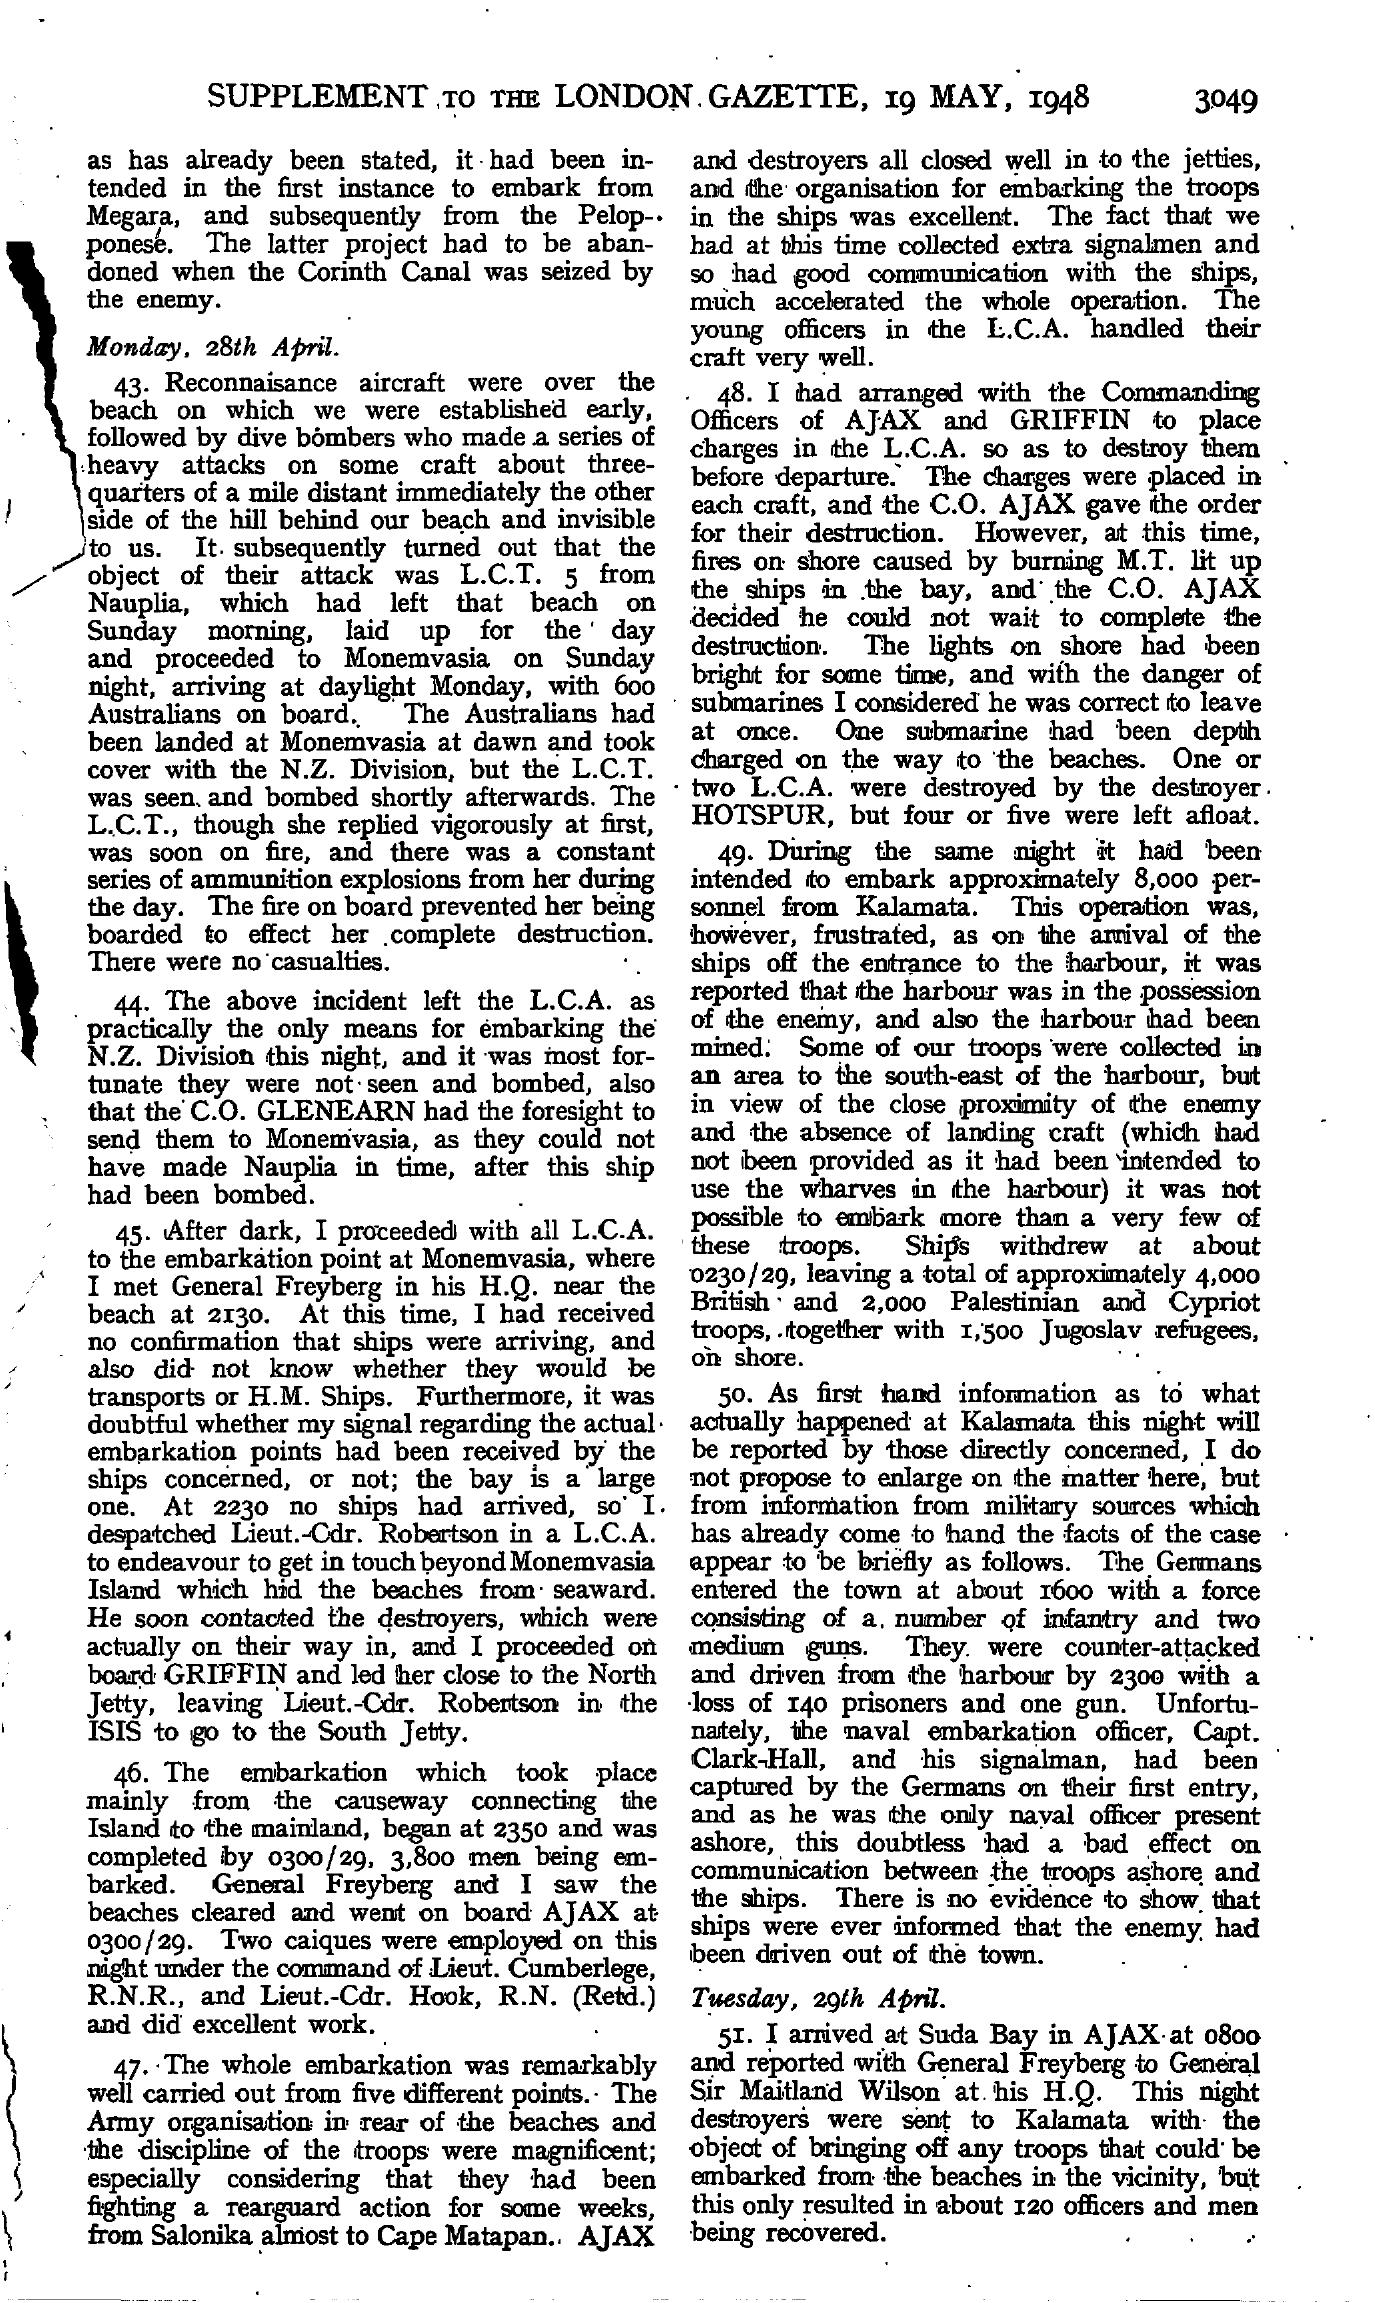 SUPPLEMENT TO THE LONDON GAZETTE, 19 MAY, 1948 3049
as has already been stated, it had been in-
tended in the first instance to embark from
Megara, and subsequently from the Pelop-
ponese. The latter project had to be aban-
doned when the Corinth Canal was seized by
the enemy.
Monday, 28th April.
43. Reconnaisance aircraft were over the
beach on which we were established early,
followed by dive bombers who made a series of
heavy attacks on some craft about three-
quarters of a mile distant immediately the other
side of the hill behind our beach and invisible
to us. It subsequently turned out that the
object of their attack was L.C.T. 5 from
Nauplia, which had left that beach on
Sunday morning, laid up for the day
and proceeded to Monemvasia on Sunday
night, arriving at daylight Monday, with 600
Australians on board. The Australians had
been landed at Monemvasia at dawn and took
cover with the N.Z. Division, but the L.C.T.
was seen and bombed shortly afterwards. The
L.C.T., though she replied vigorously at first,
was soon on fire, and there was a constant
series of ammunition explosions from her during
the day. The fire on board prevented her being
boarded to effect her complete destruction.
There were no casualties.
44. The above incident left the L.C.A. as
practically the only means for embarking the
N.Z. Division this night, and it was most for-
tunate they were not seen and bombed, also
that the C.O. GLENEARN had the foresight to
send them to Monemvasia, as they could not
have made Nauplia in time, after this ship
had been bombed.
45. After dark, I proceeded with all L.C.A.
to the embarkation point at Monemvasia, where
I met General Freyberg in his H.Q. near the
beach at 2130. At this time, I had received
no confirmation that ships were arriving, and
also did not know whether they would be
transports or H.M. Ships. Furthermore, it was
doubtful whether my signal regarding the actual
embarkation points had been received by the
ships concerned, or not; the bay is a large
one. At 2230 no ships had arrived, so I
despatched Lieut.-Cdr. Robertson in a L.C.A.
to endeavour to get in touch beyond Monemvasia
Island which hid the beaches from seaward.
He soon contacted the destroyers, which were
actually on their way in, and I proceeded on
board GRIFFIN and led her close to the North
Jetty, leaving Lieut.-Cdr. Robertson in the
ISIS to go to the South Jetty.
46. The embarkation which took place
mainly from the causeway connecting the
Island to the mainland, began at 2350 and was
completed by 0300/29, 3,800 men being em-
barked. General Freyberg and I saw the
beaches cleared and went on board AJAX at
0300/29. Two caiques were employed on this
night under the command of Lieut. Cumberlege,
R.N.R., and Lieut.-Cdr. Hook, R.N. (Retd.)
and did excellent work.
47. The whole embarkation was remarkably
well carried out from five different points. The
Army organisation in rear of the beaches and
the discipline of the troops were magnificent;
especially considering that they had been
fighting a rearguard action for some weeks,
from Salonika almost to Cape Matapan. AJAX
and destroyers all closed well in to the jetties,
and the organisation for embarking the troops
in the ships was excellent. The fact that we
had at this time collected extra signalmen and
so had good communication with the ships,
much accelerated the whole operation. The
young officers in the L.C.A. handled their
craft very well.
48. I had arranged with the Commanding
Officers of AJAX and GRIFFIN to place
charges in the L.C.A. so as to destroy them
before departure. The charges were placed in
each craft, and the C.O. AJAX gave the order
for their destruction. However, at this time,
fires on shore caused by burning M.T. lit up
the ships in the bay, and the C.O. AJAX
decided he could not wait to complete the
destruction. The lights on shore had been
bright for some time, and with the danger of
submarines I considered he was correct to leave
at once. One submarine had been depth
charged on the way to the beaches. One or
two L.C.A. were destroyed by the destroyer
HOTSPUR, but four or five were left afloat.
49. During the same night it had been
intended to embark approximately 8,000 per-
sonnel from Kalamata. This operation was,
however, frustrated, as on the arrival of the
ships off the entrance to the harbour, it was
reported that the harbour was in the possession
of the enemy, and also the harbour had been
mined. Some of our troops were collected in
an area to the south-east of the harbour, but
in view of the close proximity of the enemy
and the absence of landing craft (which had
not been provided as it had been intended to
use the wharves in the harbour) it was not
possible to embark more than a very few of
these troops. Ships withdrew at about
0230/29, leaving a total of approximately 4,000
British and 2,000 Palestinian and Cypriot
troops, together with 1,500 Jugoslav refugees,
on shore.
50. As first hand information as to what
actually happened at Kalamata this night will
be reported by those directly concerned, I do
not propose to enlarge on the matter here, but
from information from military sources which
has already come to hand the facts of the case
appear to be briefly as follows. The Germans
entered the town at about 1600 with a force
consisting of a number of infantry and two
medium guns. They were counter-attacked
and driven from the harbour by 2300 with a
loss of 140 prisoners and one gun. Unfortu-
nately, the naval embarkation officer, Capt.
Clark-Hall, and his signalman, had been
captured by the Germans on their first entry,
and as he was the only naval officer present
ashore, this doubtless had a bad effect on
communication between the troops ashore and
the ships. There is no evidence to show that
ships were ever informed that the enemy had
been driven out of the town.
Tuesday, 29th April.
51. I arrived at Suda Bay in AJAX at 0800
and reported with General Freyberg to General
Sir Maitland Wilson at his H.Q. This night
destroyers were sent to Kalamata with the
object of bringing off any troops that could be
embarked from the beaches in the vicinity, but
this only resulted in about 120 officers and men
being recovered.